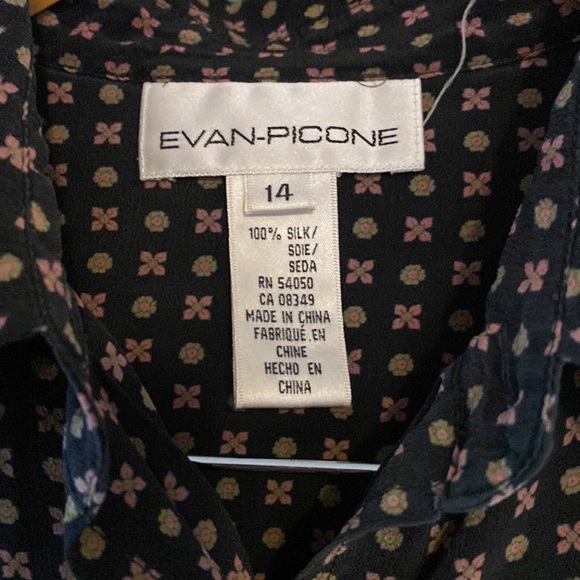 EVAN-PICONE
14
100% SILK/
SOIE/
SEDA
RN 54050
CA 08349
MADE IN CHINA
FABRIQUÉ.EN
CHINE
HECHO EN
CHINA